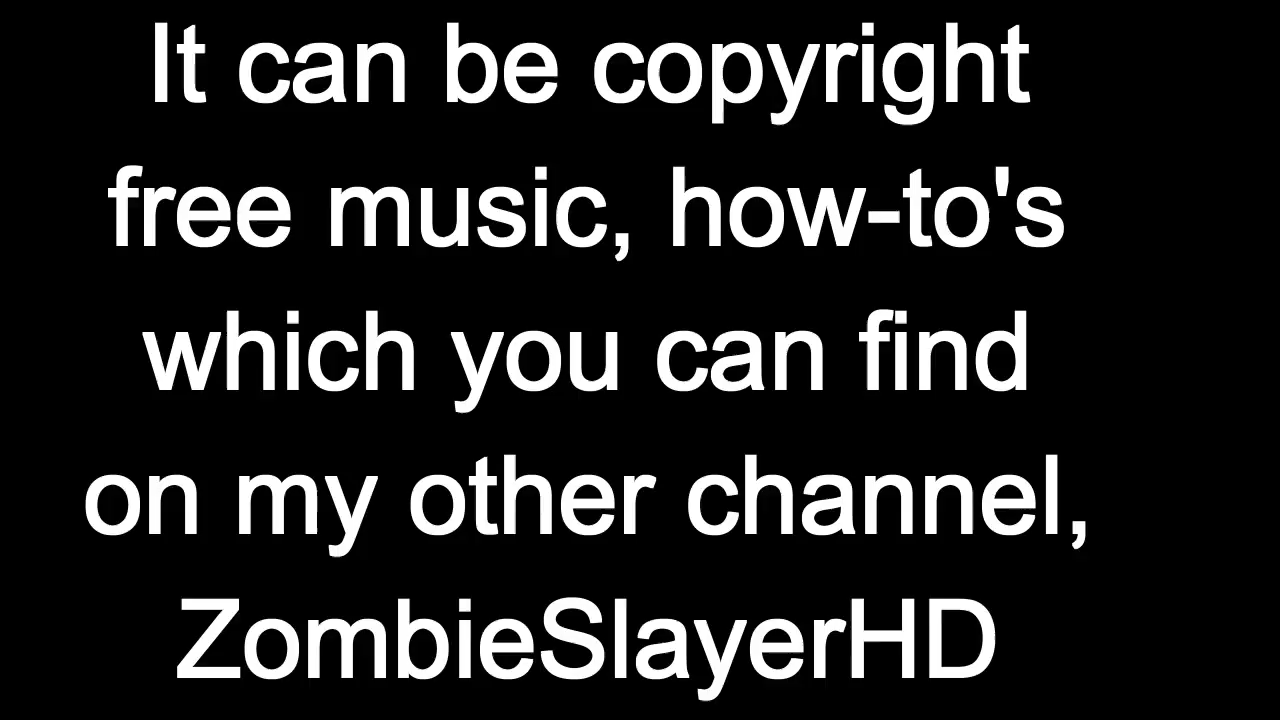 It can be copyright
free music, how-to's
which you can find
on my other channel,
ZombieSlayerHD